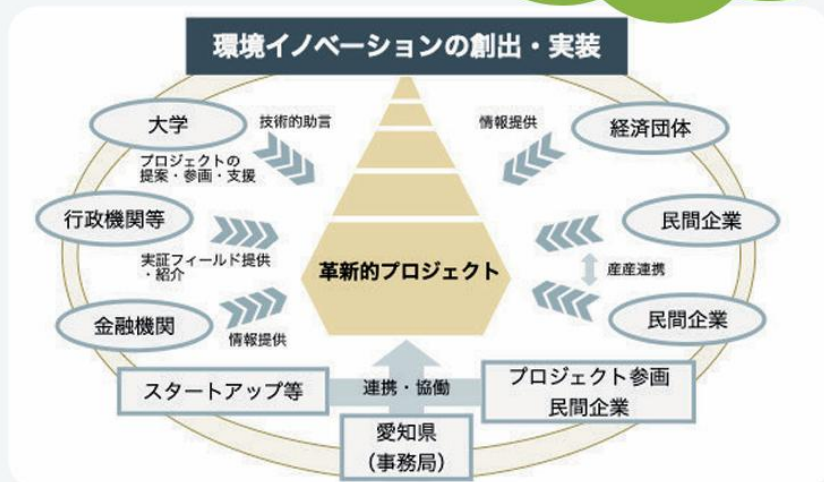 環境イノベーションの創出・実装
大学
技術的助言
情報提供
経済団体
プロジェクトの
提案・参画・支援
行政機関等
民間企業
実証フィールド提供
・紹介
革新的プロジェクト
産産連携
金融機関
情報提供
民間企業
スタートアップ等
連携・協働
プロジェクト参画
民間企業
愛知県
（事務局）